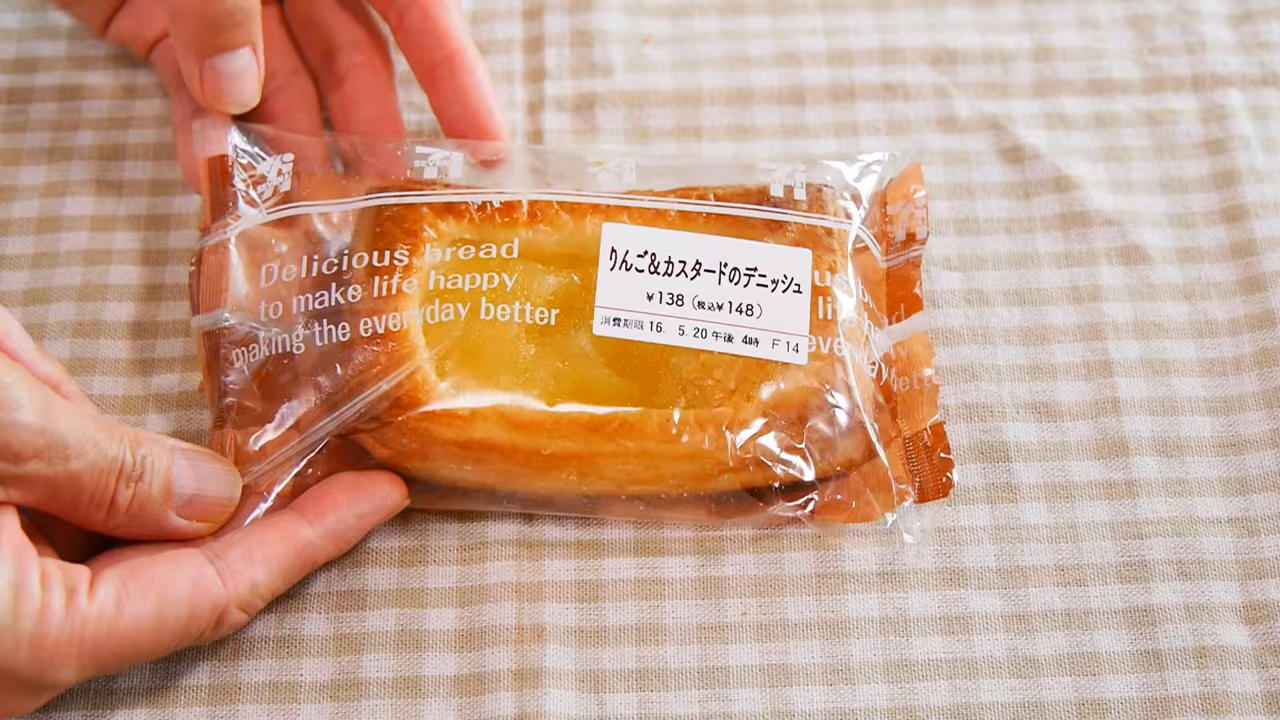 Delicious bread
to make life happy
making the everyday better
りんご&カスタードのデニッシュ
¥138 (税込¥148)
消費期限 16. 5. 20 午後 4時 F 14